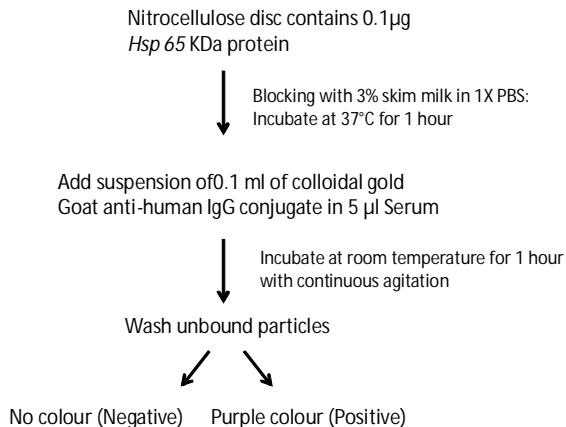 Nitrocellulose disc contains 0.1µg
Hsp 65 KDa protein
Blocking with 3% skim milk in 1X PBS:
Incubate at 37°C for 1 hour
Add suspension of0.1 ml of colloidal gold
Goat anti-human IgG conjugate in 5 µl Serum
Incubate at room temperature for 1 hour
with continuous agitation
Wash unbound particles
No colour (Negative)
Purple colour (Positive)